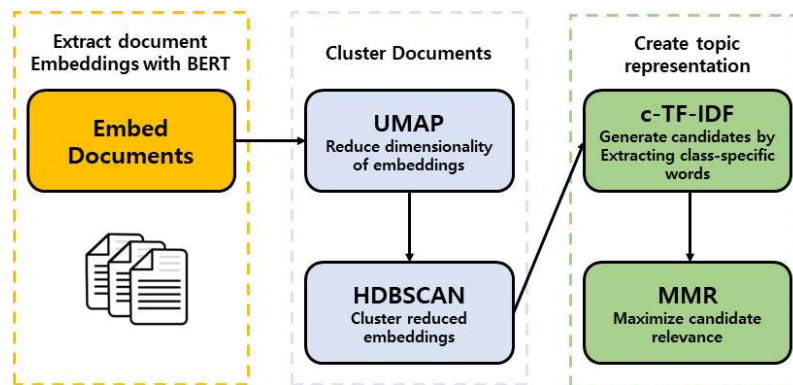 Extract document
Embeddings with BERT
Embed
Documents
Cluster Documents
UMAP
Reduce dimensionality
of embeddings
HDBSCAN
Cluster reduced
embeddings
Create topic
representation
c-TF-IDF
Generate candidates by
Extracting class-specific
words
MMR
Maximize candidate
relevance